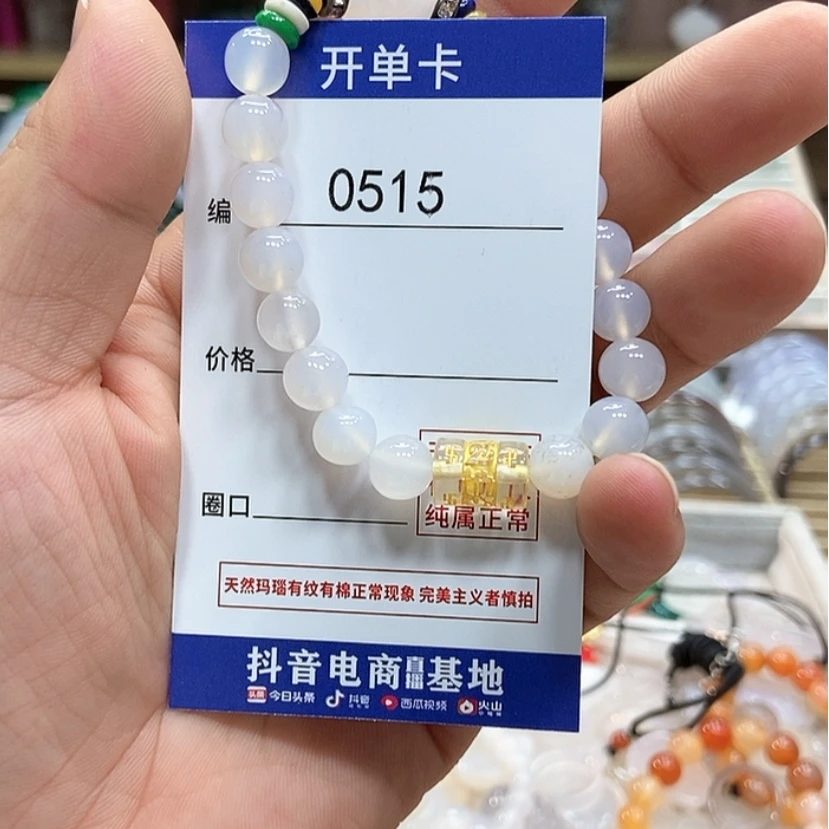 开单卡
编 0515
价格
圈口
纯属正常
天然玛瑙有纹有棉正常现象 完美主义者慎拍
抖音电商直播基地
头条 今日头条 抖音 西瓜视频 火山